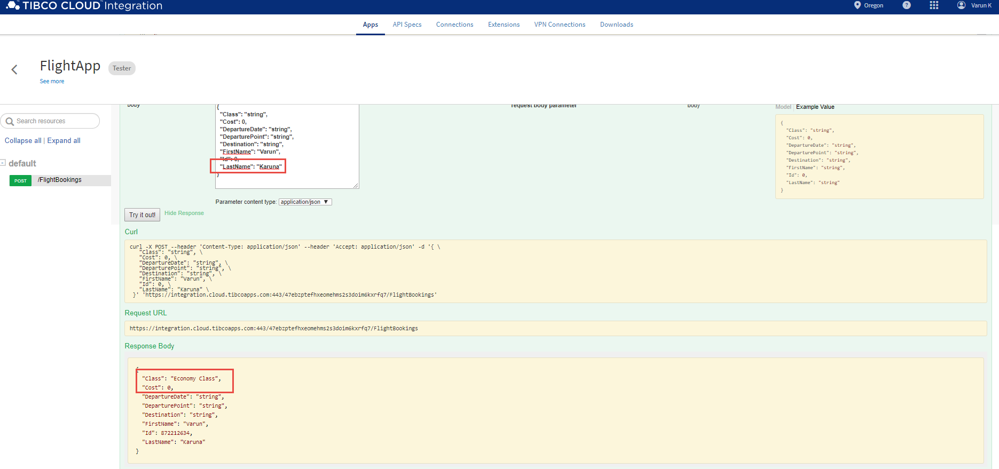 TIBCO CLOUD™ Integration
Oregon
?
Varun K
Apps API Specs Connections Extensions VPN Connections Downloads
FlightApp Tester
See more
Search resources
Collapse all | Expand all
default
POST /FlightBookings
body
{
"Class": "string",
"Cost": 0,
"DepartureDate": "string",
"DeparturePoint": "string",
"Destination": "string",
"FirstName": "Varun",
"Id": 0,
"LastName": "Karuna"
}
request body parameter
body
Model Example Value
{
"Class": "string",
"Cost": 0,
"DepartureDate": "string",
"DeparturePoint": "string",
"Destination": "string",
"FirstName": "string",
"Id": 0,
"LastName": "string"
}
Parameter content type: application/json
Try it out! Hide Response
Curl
curl -X POST --header 'Content-Type: application/json' --header 'Accept: application/json' -d '{ \
"Class": "string", \
"Cost": 0, \
"DepartureDate": "string", \
"DeparturePoint": "string", \
"Destination": "string", \
"FirstName": "Varun", \
"Id": 0, \
"LastName": "Karuna" \
}' 'https://integration.cloud.tibcoapps.com:443/47ebzptefhxeomehms2s3doim6kxrfq7/FlightBookings'
Request URL
https://integration.cloud.tibcoapps.com:443/47ebzptefhxeomehms2s3doim6kxrfq7/FlightBookings
Response Body
{
"Class": "Economy Class",
"Cost": 0,
"DepartureDate": "string",
"DeparturePoint": "string",
"Destination": "string",
"FirstName": "Varun",
"Id": 872212634,
"LastName": "Karuna"
}